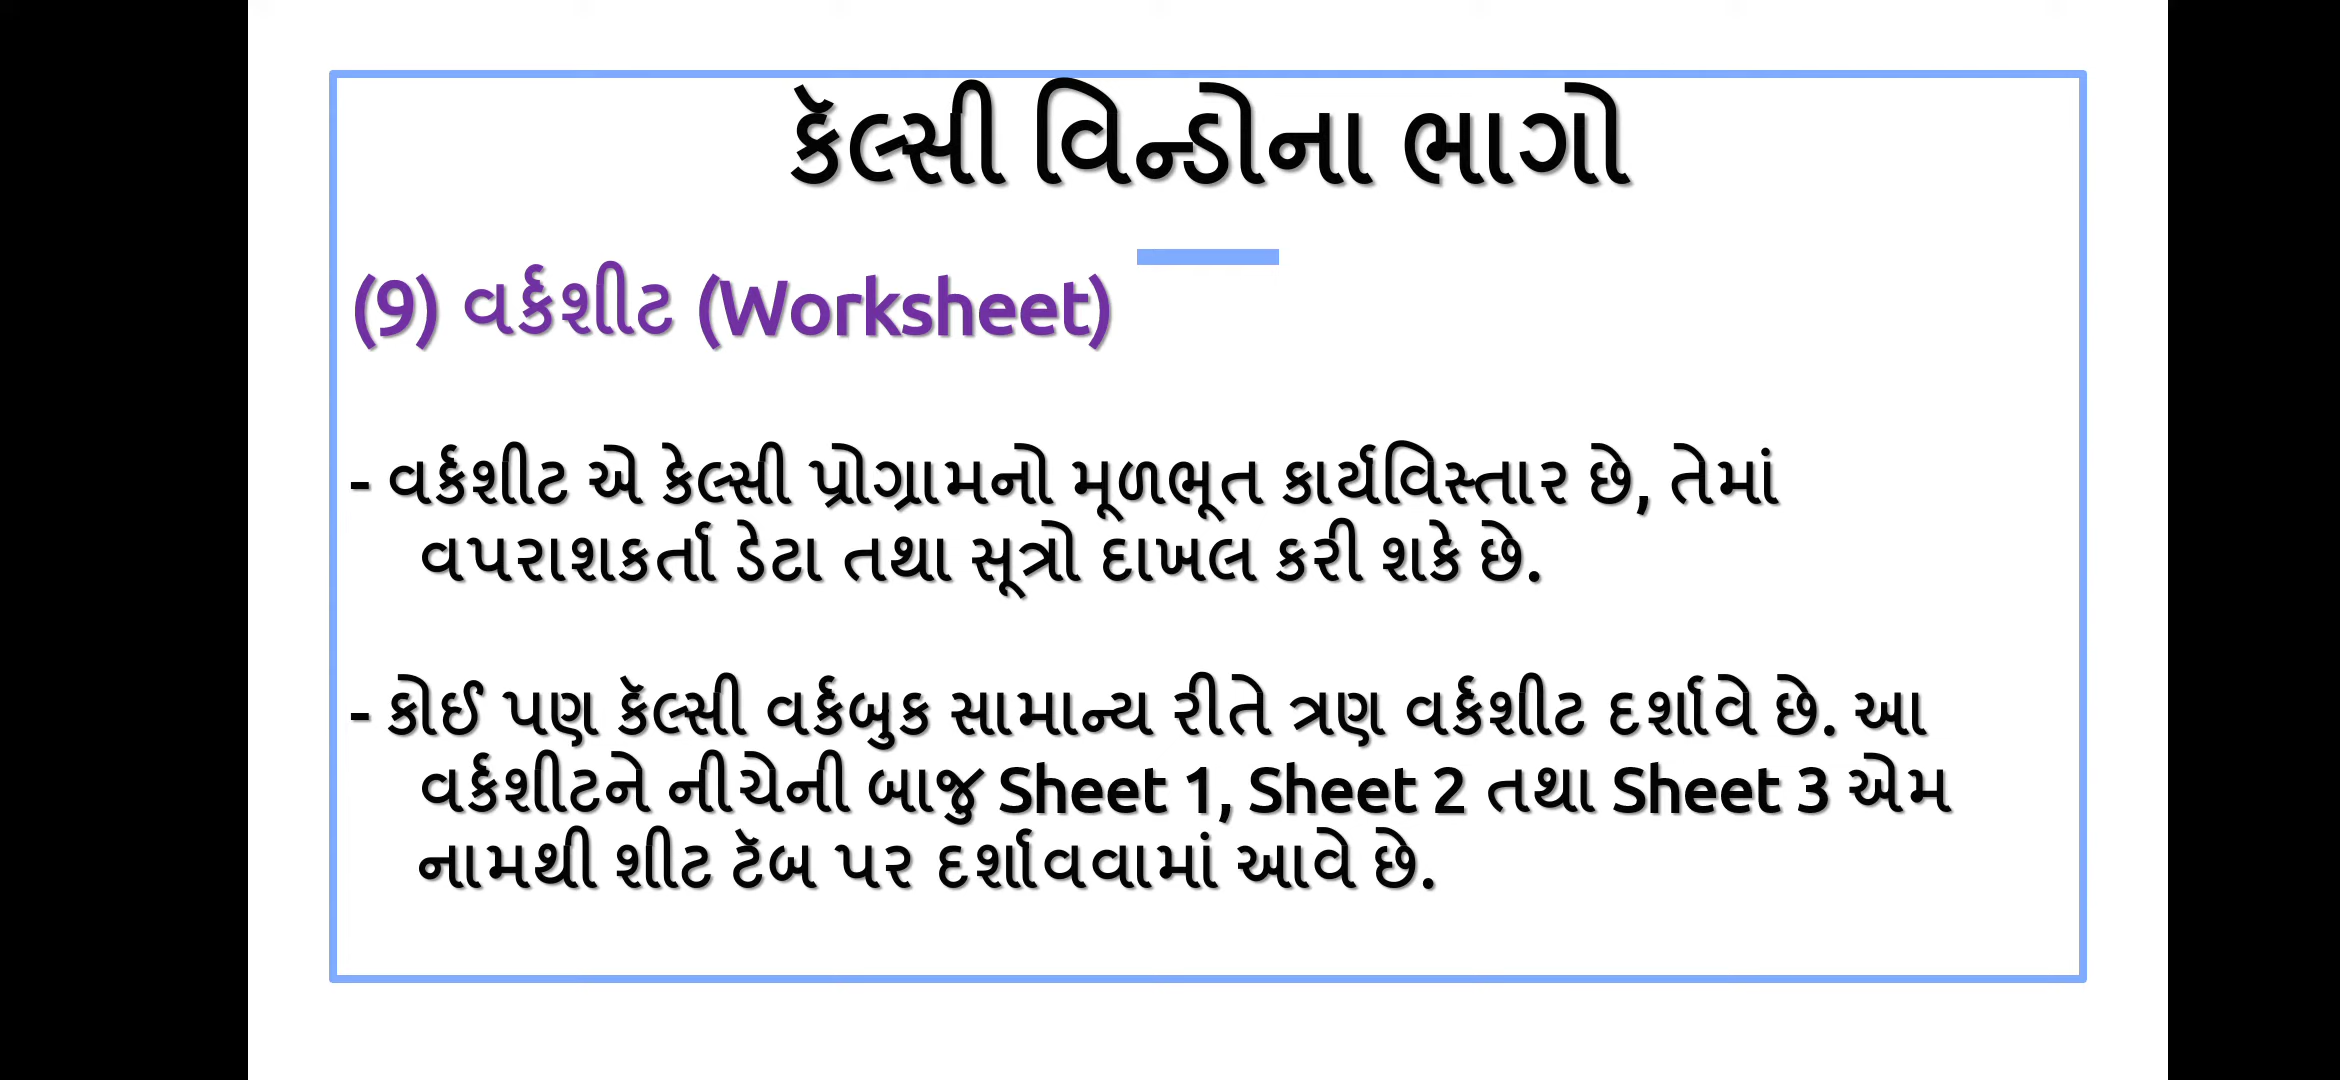 કૅલ્સી વિન્ડોના ભાગો
(9) વર્કશીટ (Worksheet)
- વર્કશીટ એ કેલ્સી પ્રોગ્રામનો મૂળભૂત કાર્યવિસ્તાર છે, તેમાં
વપરાશકર્તા ડેટા તથા સૂત્રો દાખલ કરી શકે છે.
- કોઈ પણ કૅલ્સી વર્કબુક સામાન્ય રીતે ત્રણ વર્કશીટ દર્શાવે છે. આ
વર્કશીટને નીચેની બાજુ Sheet 1, Sheet 2 તથા Sheet 3 એમ
નામથી શીટ ટૅબ પર દર્શાવવામાં આવે છે.